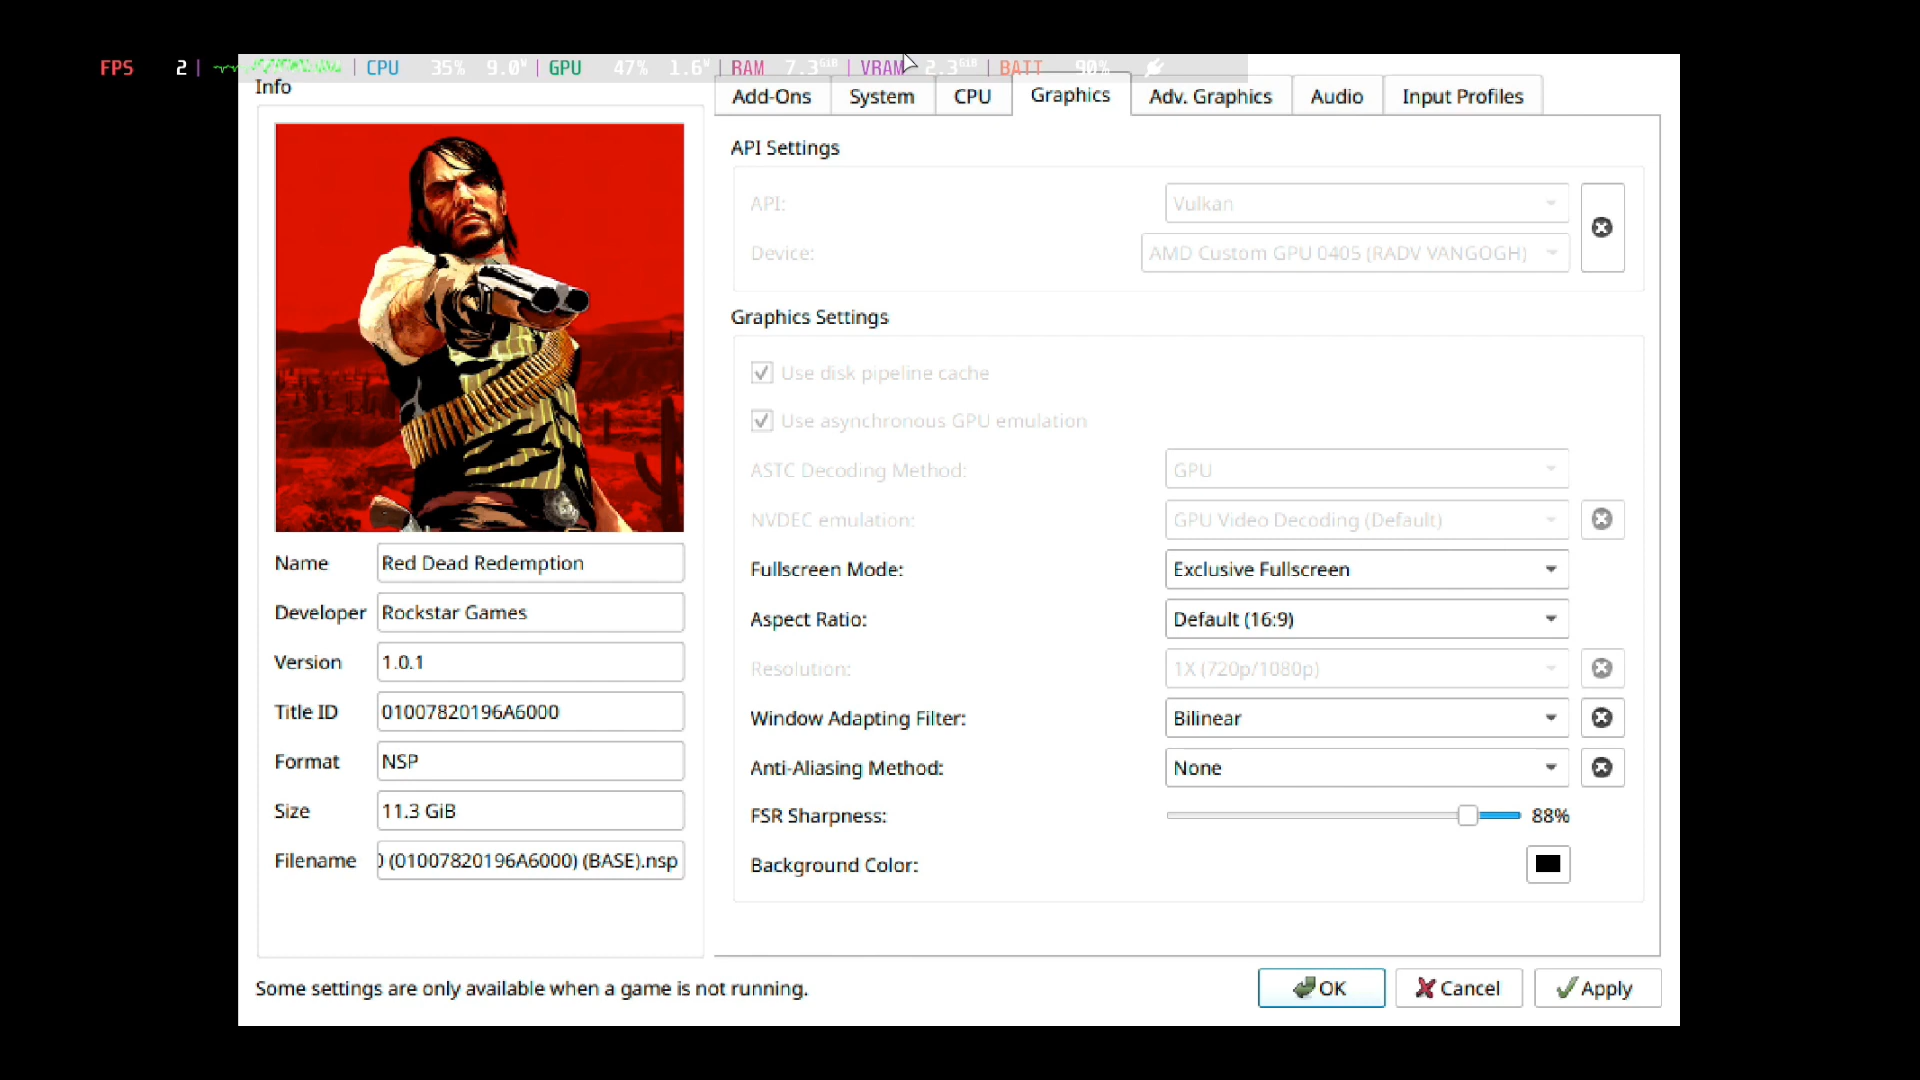 FPS 2 | CPU 35% 9.0W | GPU 47% 1.6W | RAM 7.3GiB | VRAM 2.3GiB | BATT 90%
Info
Add-Ons System CPU Graphics Adv. Graphics Audio Input Profiles
API Settings
API: Vulkan
Device: AMD Custom GPU 0405 (RADV VANGOGH)
Graphics Settings
Use disk pipeline cache
Use asynchronous GPU emulation
ASTC Decoding Method: GPU
NVDEC emulation: GPU Video Decoding (Default)
Fullscreen Mode: Exclusive Fullscreen
Aspect Ratio: Default (16:9)
Resolution: 1X (720p/1080p)
Window Adapting Filter: Bilinear
Anti-Aliasing Method: None
FSR Sharpness: 88%
Background Color:
Name Red Dead Redemption
Developer Rockstar Games
Version 1.0.1
Title ID 01007820196A6000
Format NSP
Size 11.3 GiB
Filename ) (01007820196A6000) (BASE).nsp
Some settings are only available when a game is not running.
OK Cancel Apply